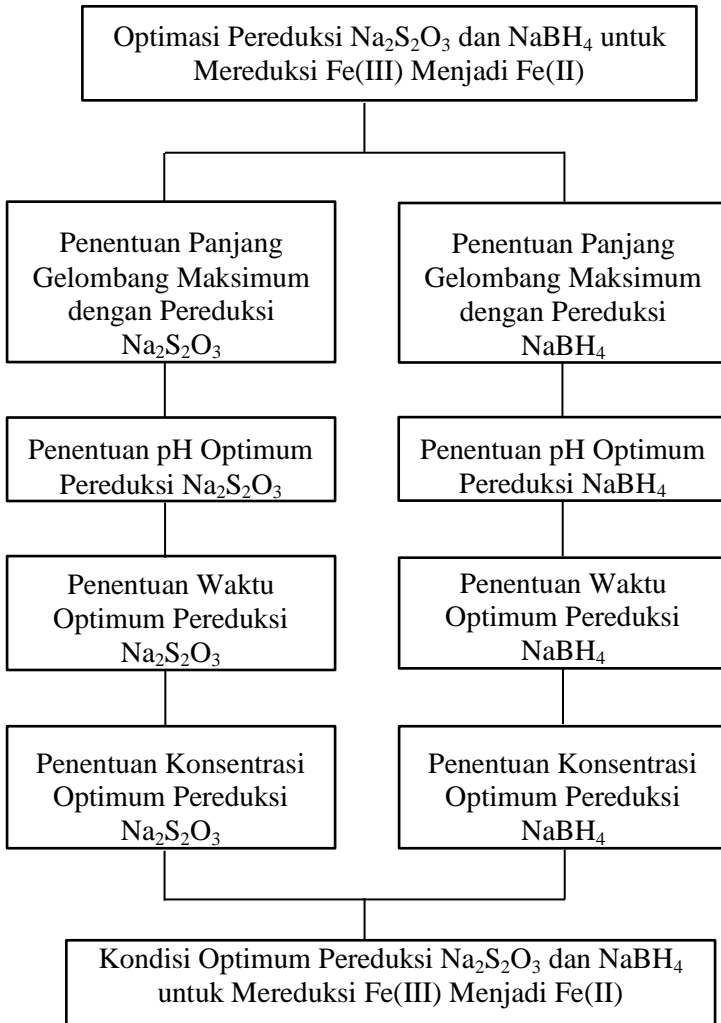 Optimasi Pereduksi Na₂S₂O₃ dan NaBH₄ untuk
Mereduksi Fe(III) Menjadi Fe(II)
Penentuan Panjang
Gelombang Maksimum
dengan Pereduksi
Na₂S₂O₃
Penentuan Panjang
Gelombang Maksimum
dengan Pereduksi
NaBH₄
Penentuan pH Optimum
Pereduksi Na₂S₂O₃
Penentuan pH Optimum
Pereduksi NaBH₄
Penentuan Waktu
Optimum Pereduksi
Na₂S₂O₃
Penentuan Waktu
Optimum Pereduksi
NaBH₄
Penentuan Konsentrasi
Optimum Pereduksi
Na₂S₂O₃
Penentuan Konsentrasi
Optimum Pereduksi
NaBH₄
Kondisi Optimum Pereduksi Na₂S₂O₃ dan NaBH₄
untuk Mereduksi Fe(III) Menjadi Fe(II)